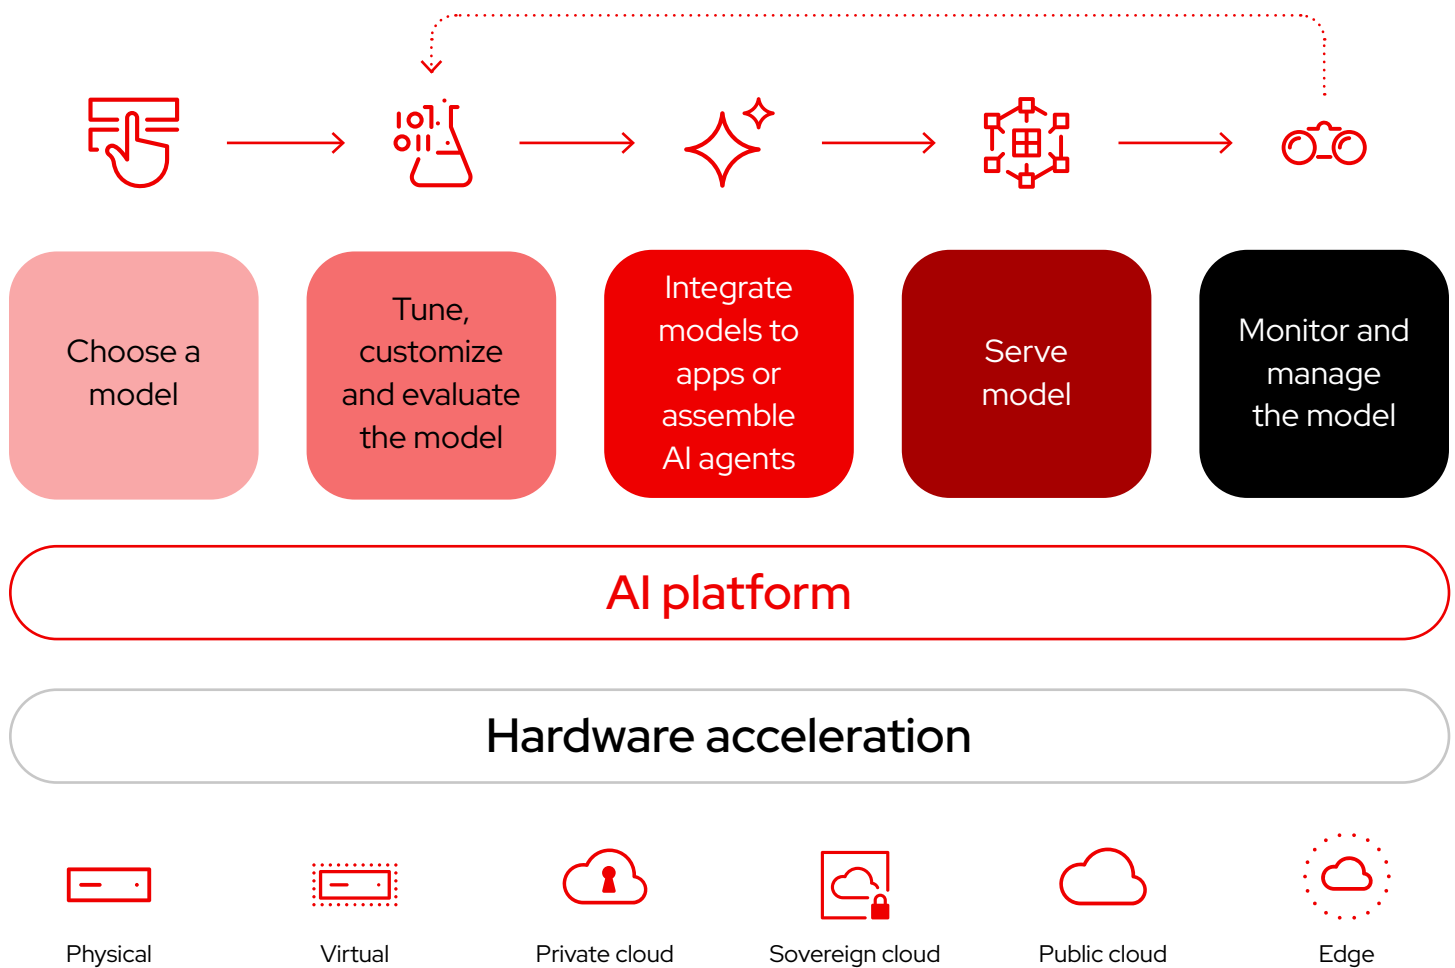 Choose a
model
Tune,
customize
and evaluate
the model
Integrate
models to
apps or
assemble
AI agents
Serve
model
Monitor and
manage
the model
AI platform
Hardware acceleration
Physical
Virtual
Private cloud
Sovereign cloud
Public cloud
Edge